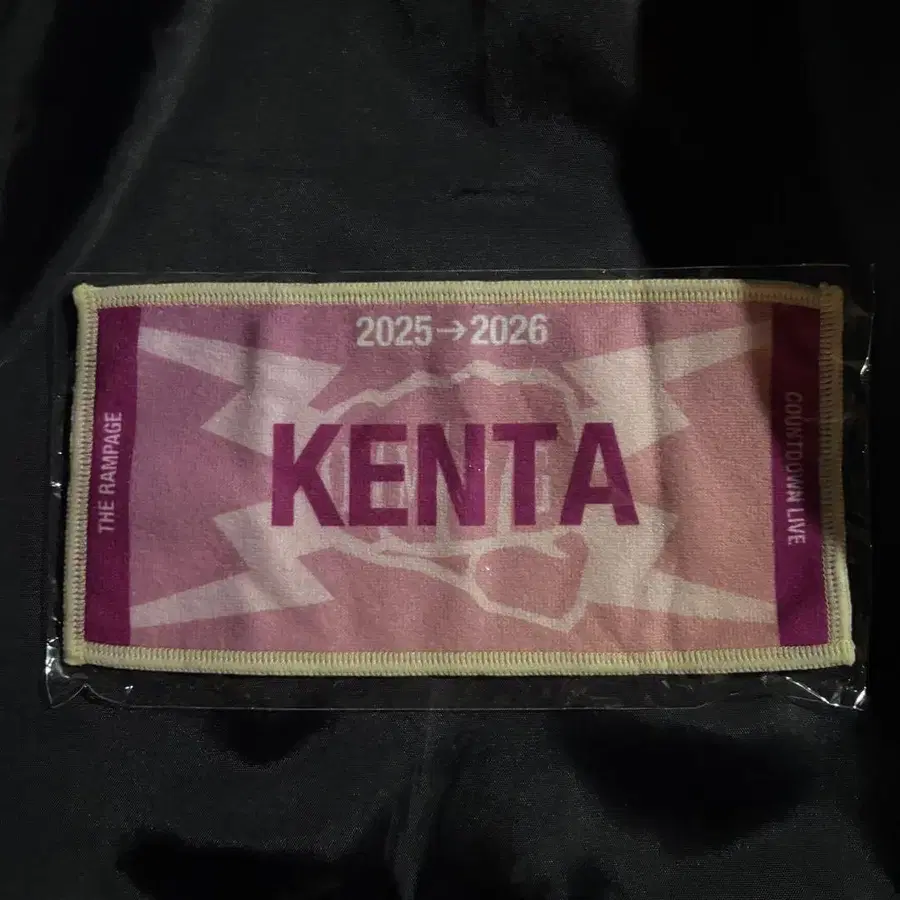 2025→2026
THE RAMPAGE
KENTA
COUNTDOWN LIVE